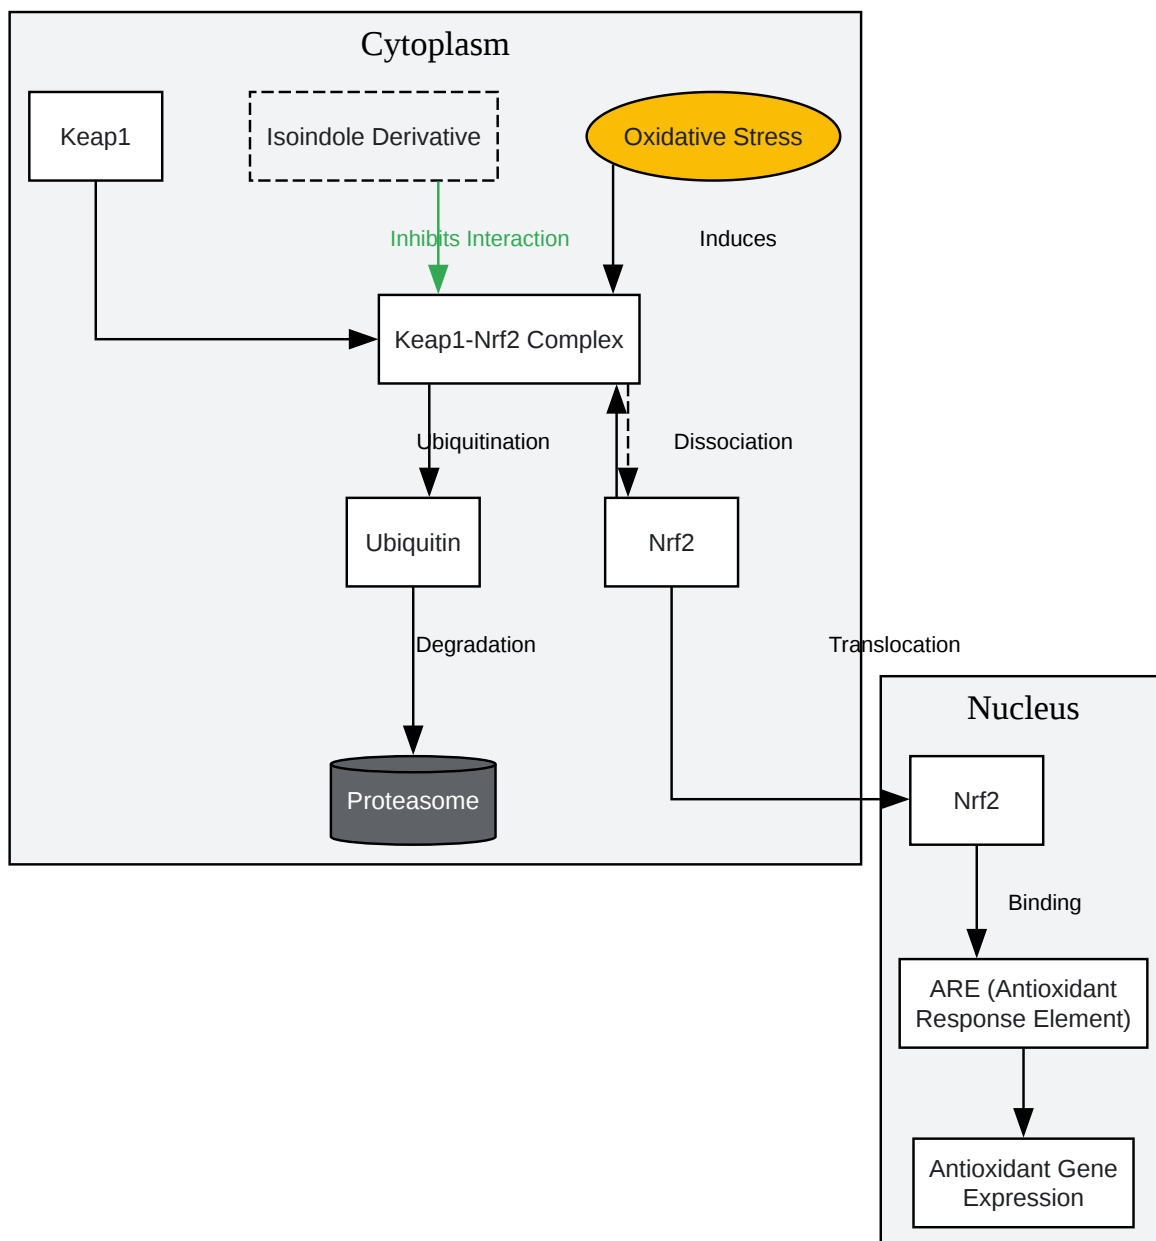 Cytoplasm
Keap1
Isoindole Derivative
Oxidative Stress
Inhibits Interaction
Induces
Keap1-Nrf2 Complex
Ubiquitination
Dissociation
Ubiquitin
Nrf2
Degradation
Translocation
Nucleus
Proteasome
Nrf2
Binding
ARE (Antioxidant
Response Element)
Antioxidant Gene
Expression